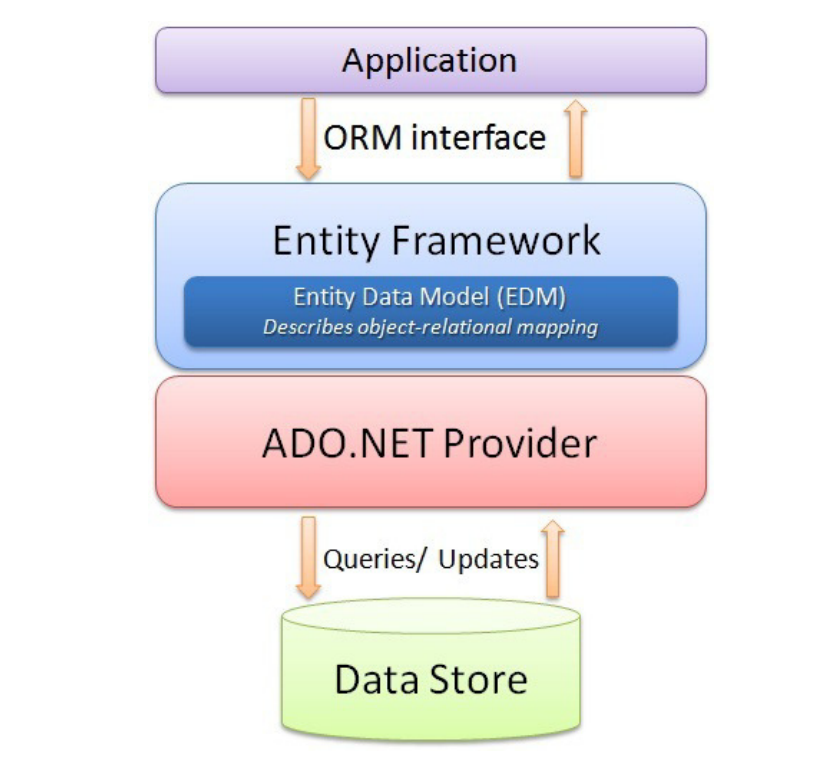 Application
ORM interface
Entity Framework
Entity Data Model (EDM)
Describes object-relational mapping
ADO.NET Provider
Queries/ Updates
Data Store